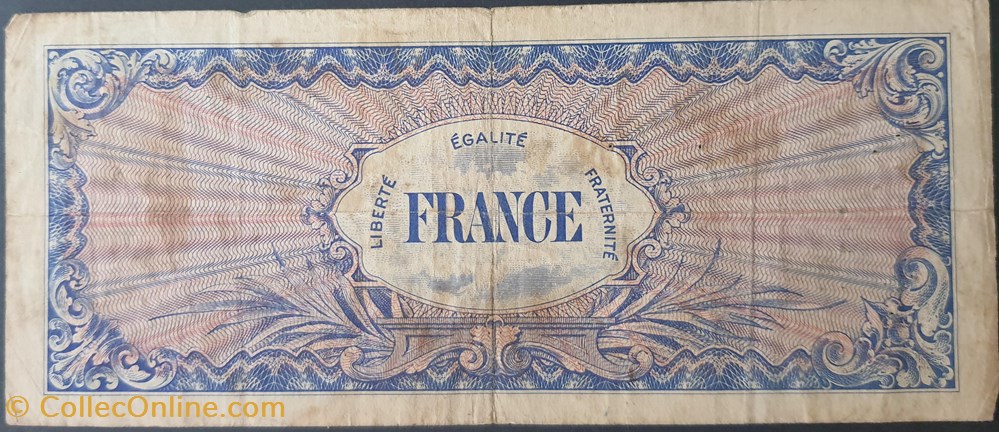 ÉGALITÉ
LIBERTÉ
FRANCE
FRATERNITÉ
© CollecOnline.com